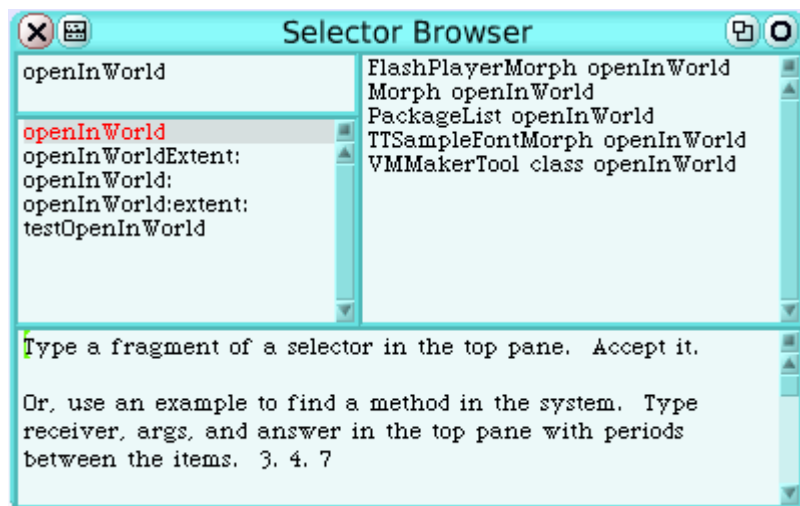 Selector Browser
openInWorld
openInWorld
openInWorldExtent:
openInWorld:
openInWorld:extent:
testOpenInWorld
FlashPlayerMorph openInWorld
Morph openInWorld
PackageList openInWorld
TTSampleFontMorph openInWorld
VMMakerTool class openInWorld
Type a fragment of a selector in the top pane.  Accept it.
Or, use an example to find a method in the system.  Type
receiver, args, and answer in the top pane with periods
between the items.  3. 4. 7